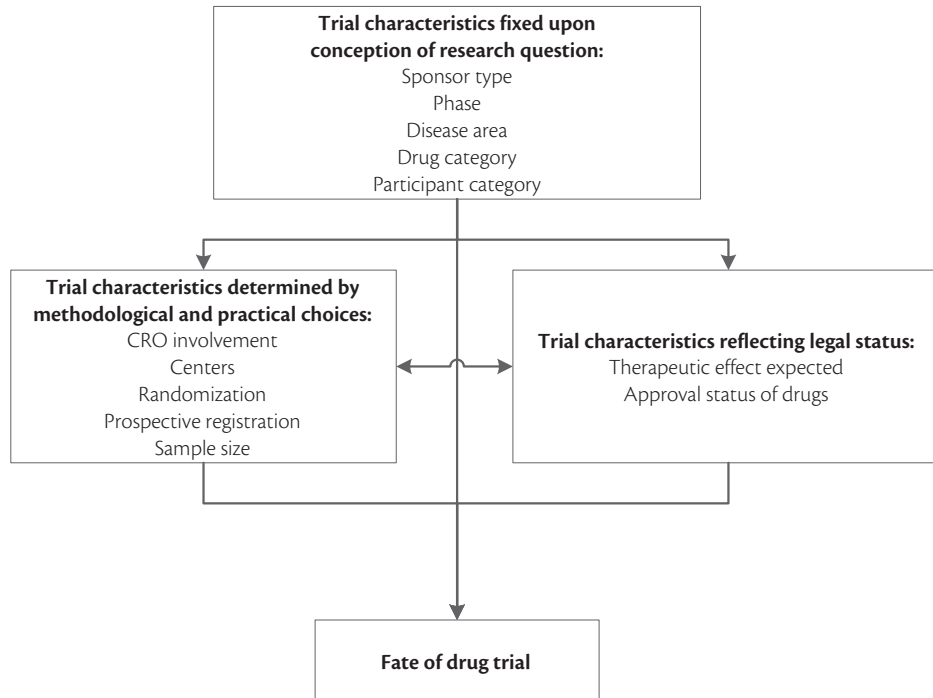 Trial characteristics fixed upon
conception of research question:
Sponsor type
Phase
Disease area
Drug category
Participant category
Trial characteristics determined by
methodological and practical choices:
CRO involvement
Centers
Randomization
Prospective registration
Sample size
Trial characteristics reflecting legal status:
Therapeutic effect expected
Approval status of drugs
Fate of drug trial